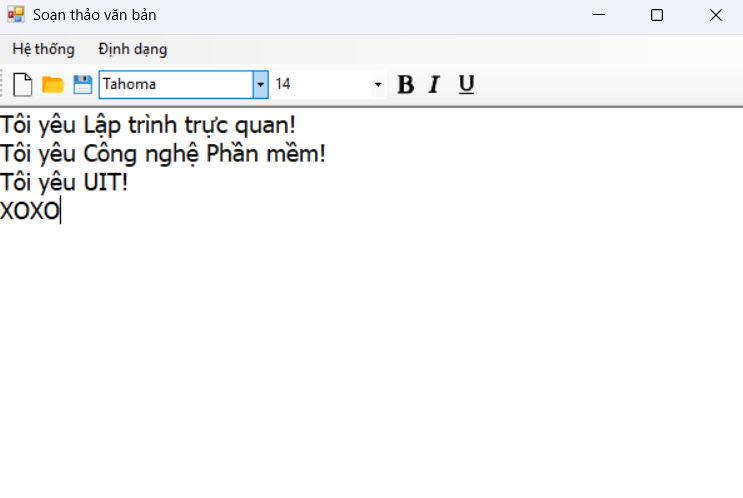 Soạn thảo văn bản
Hệ thống Định dạng
Tahoma 14 B I U
Tôi yêu Lập trình trực quan!
Tôi yêu Công nghệ Phần mềm!
Tôi yêu UIT!
XOXO